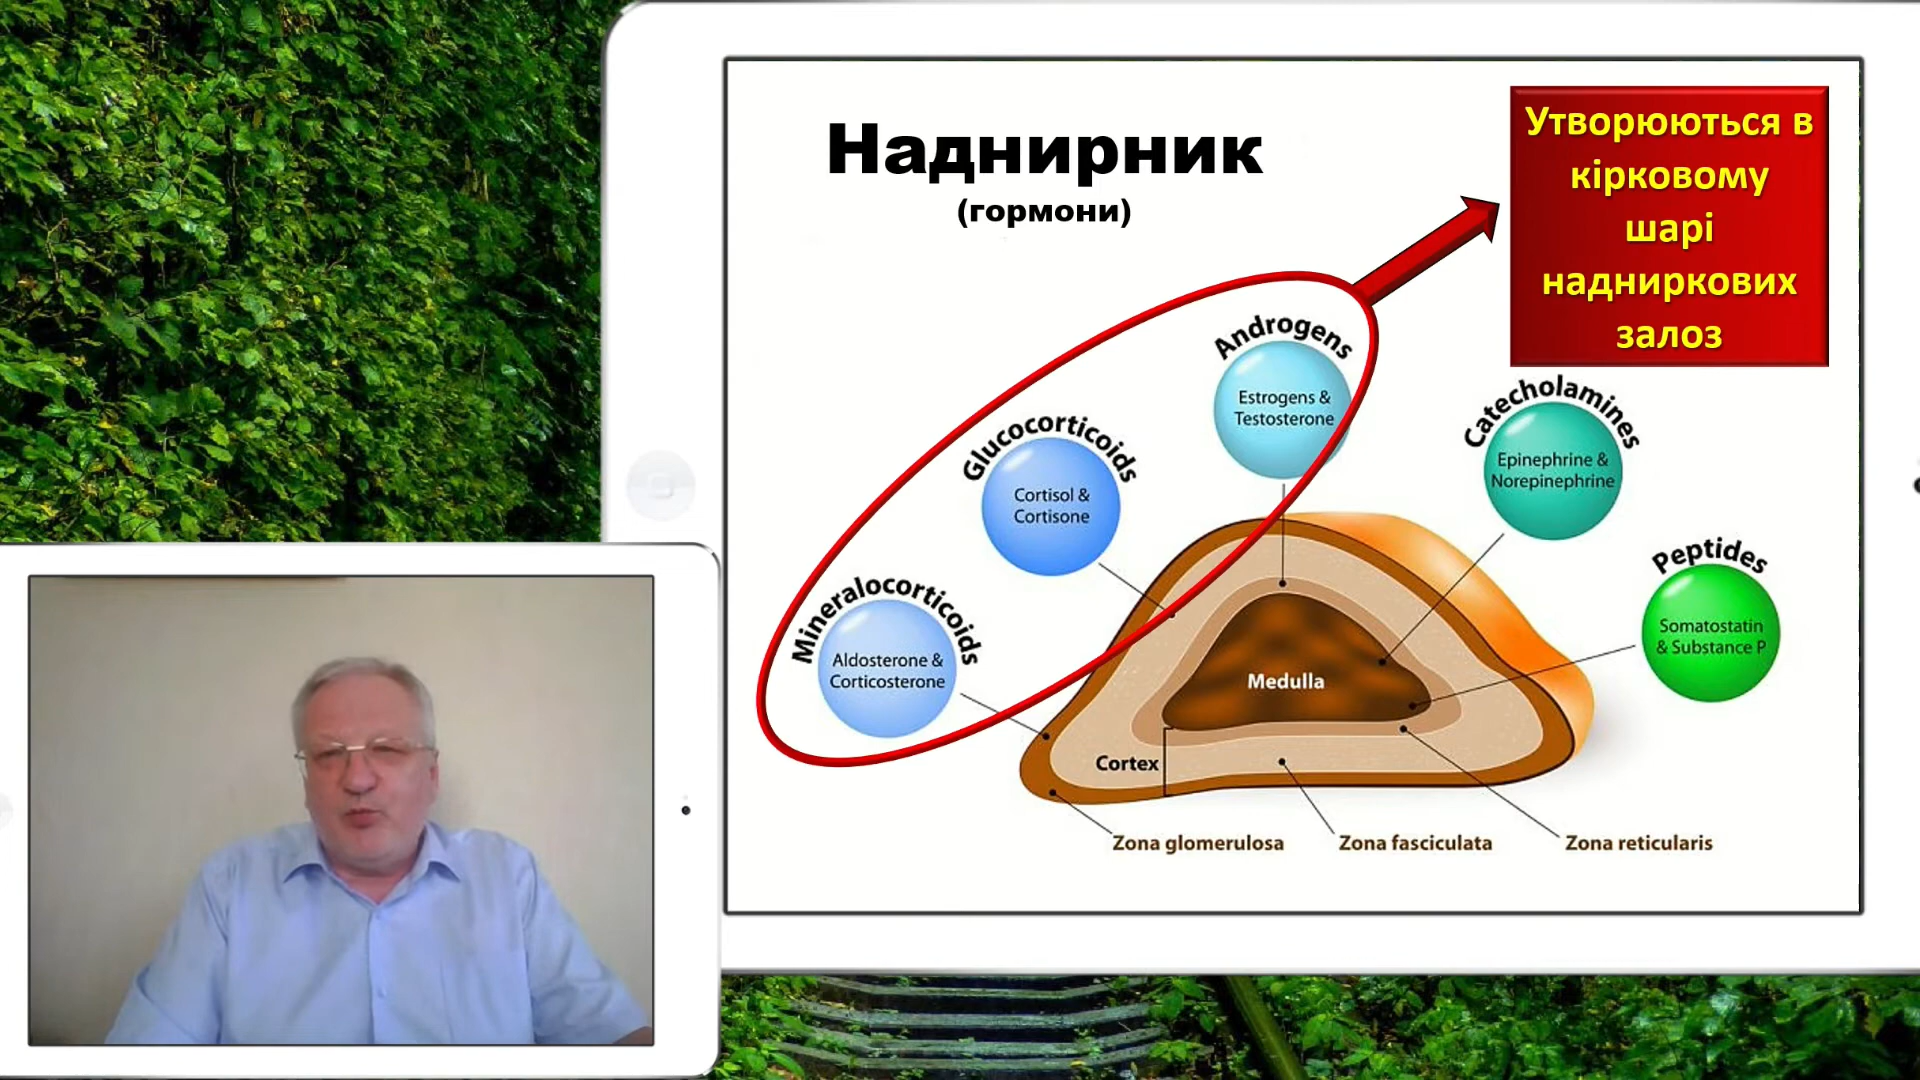 Наднирник
(гормони)
Утворюються в
кірковому
шарі
надниркових
залоз
Androgens
Estrogens &
Testosterone
Glucocorticoids
Cortisol &
Cortisone
Mineralocorticoids
Aldosterone &
Corticosterone
Catecholamines
Epinephrine &
Norepinephrine
Peptides
Somatostatin
& Substance P
Medulla
Cortex
Zona glomerulosa
Zona fasciculata
Zona reticularis